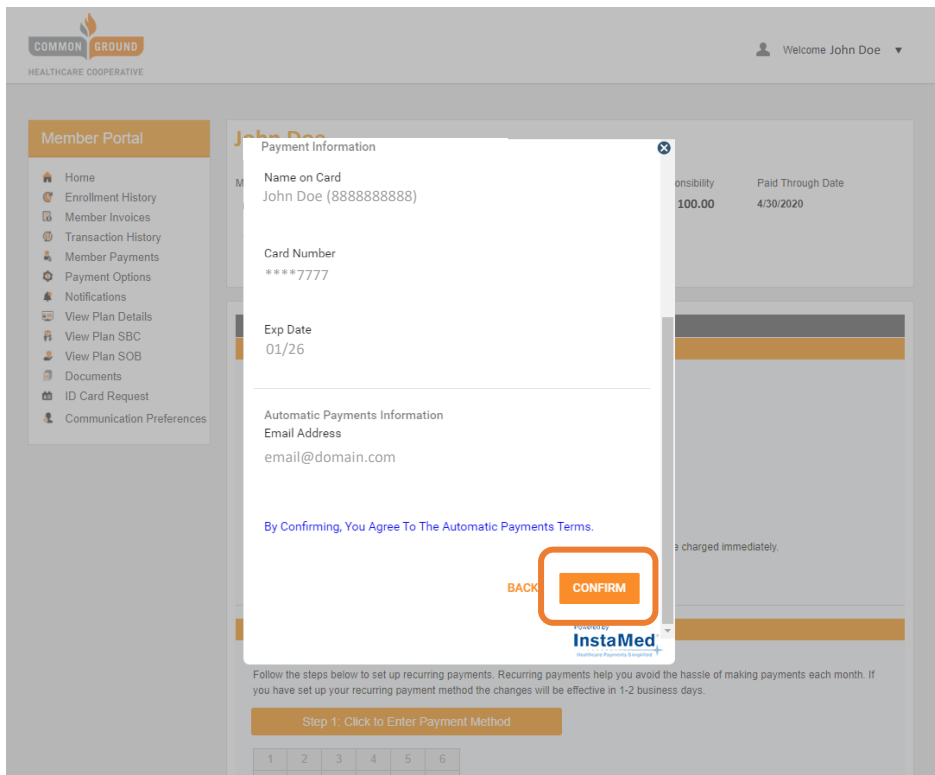 COMMON GROUND
HEALTHCARE COOPERATIVE
Welcome John Doe ▼
Member Portal
Home
Enrollment History
Member Invoices
Transaction History
Member Payments
Payment Options
Notifications
View Plan Details
View Plan SBC
View Plan SOB
Documents
ID Card Request
Communication Preferences
John Doe
M
onsibility
Paid Through Date
100.00
4/30/2020
Payment Information
Name on Card
John Doe (8888888888)
Card Number
****7777
Exp Date
01/26
Automatic Payments Information
Email Address
email@domain.com
By Confirming, You Agree To The Automatic Payments Terms.
e charged immediately.
BACK
CONFIRM
Powered by
InstaMed
Healthcare Payments Simplified
Follow the steps below to set up recurring payments. Recurring payments help you avoid the hassle of making payments each month. If
you have set up your recurring payment method the changes will be effective in 1-2 business days.
Step 1: Click to Enter Payment Method
1 2 3 4 5 6